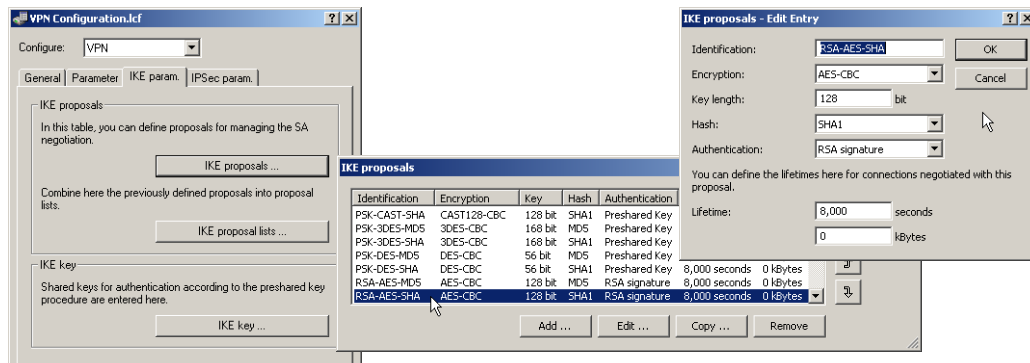 VPN Configuration.lcf
Configure: VPN
General Parameter IKE param. IPSec param.
IKE proposals
In this table, you can define proposals for managing the SA
negotiation.
IKE proposals ...
Combine here the previously defined proposals into proposal
lists.
IKE proposal lists ...
IKE key
Shared keys for authentication according to the preshared key
procedure are entered here.
IKE key ...
IKE proposals
Identification Encryption Key Hash Authentication
PSK-CAST-SHA CAST128-CBC 128 bit SHA1 Preshared Key
PSK-3DES-MD5 3DES-CBC 168 bit MD5 Preshared Key
PSK-3DES-SHA 3DES-CBC 168 bit SHA1 Preshared Key
PSK-DES-MD5 DES-CBC 56 bit MD5 Preshared Key
PSK-DES-SHA DES-CBC 56 bit SHA1 Preshared Key 8,000 seconds 0 kBytes
RSA-AES-MD5 AES-CBC 128 bit MD5 RSA signature 8,000 seconds 0 kBytes
RSA-AES-SHA AES-CBC 128 bit SHA1 RSA signature 8,000 seconds 0 kBytes
Add ... Edit ... Copy ... Remove
IKE proposals - Edit Entry
Identification: RSA-AES-SHA OK
Encryption: AES-CBC Cancel
Key length: 128 bit
Hash: SHA1
Authentication: RSA signature
You can define the lifetimes here for connections negotiated with this
proposal.
Lifetime: 8,000 seconds
0 kBytes